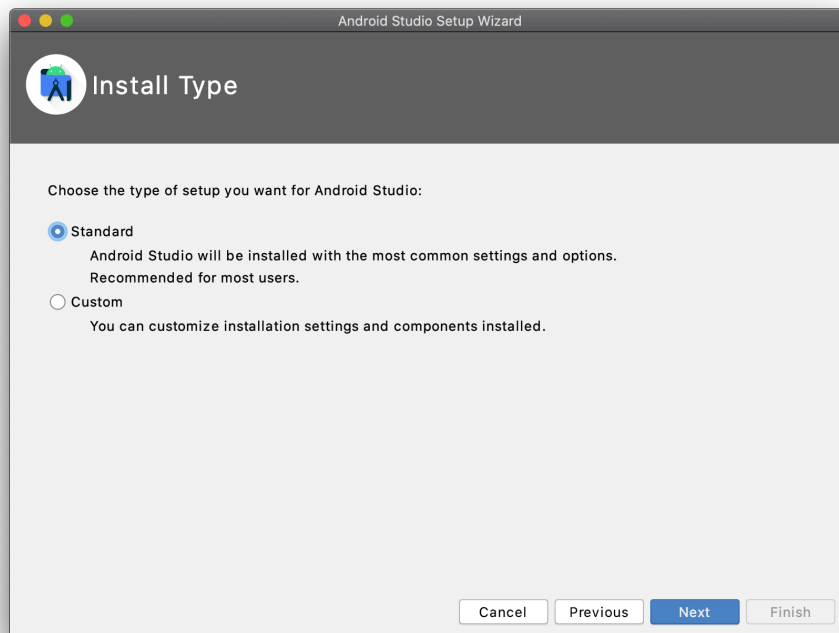 Android Studio Setup Wizard
Install Type
Choose the type of setup you want for Android Studio:
Standard
Android Studio will be installed with the most common settings and options.
Recommended for most users.
Custom
You can customize installation settings and components installed.
Cancel Previous Next Finish